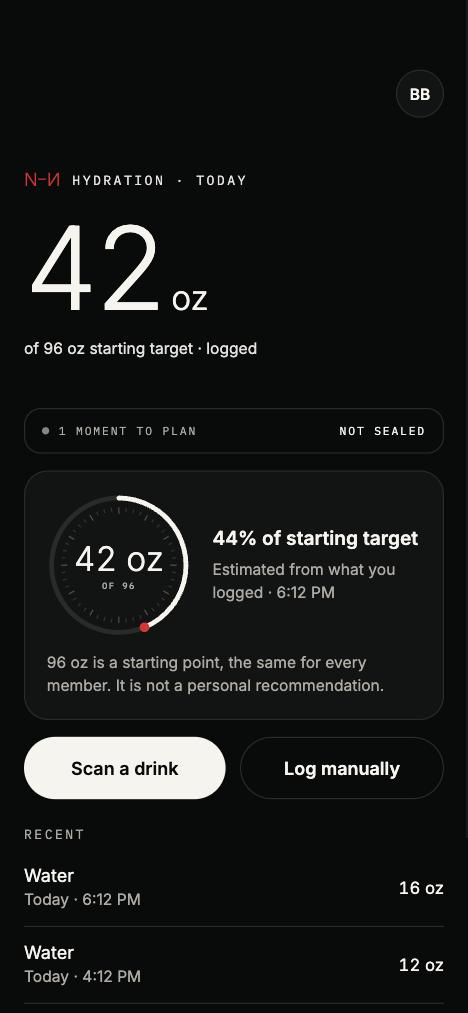 BB
N–И HYDRATION · TODAY
42 oz
of 96 oz starting target · logged
1 MOMENT TO PLAN NOT SEALED
42 oz
OF 96
44% of starting target
Estimated from what you
logged · 6:12 PM
96 oz is a starting point, the same for every
member. It is not a personal recommendation.
Scan a drink Log manually
RECENT
Water
Today · 6:12 PM
16 oz
Water
Today · 4:12 PM
12 oz